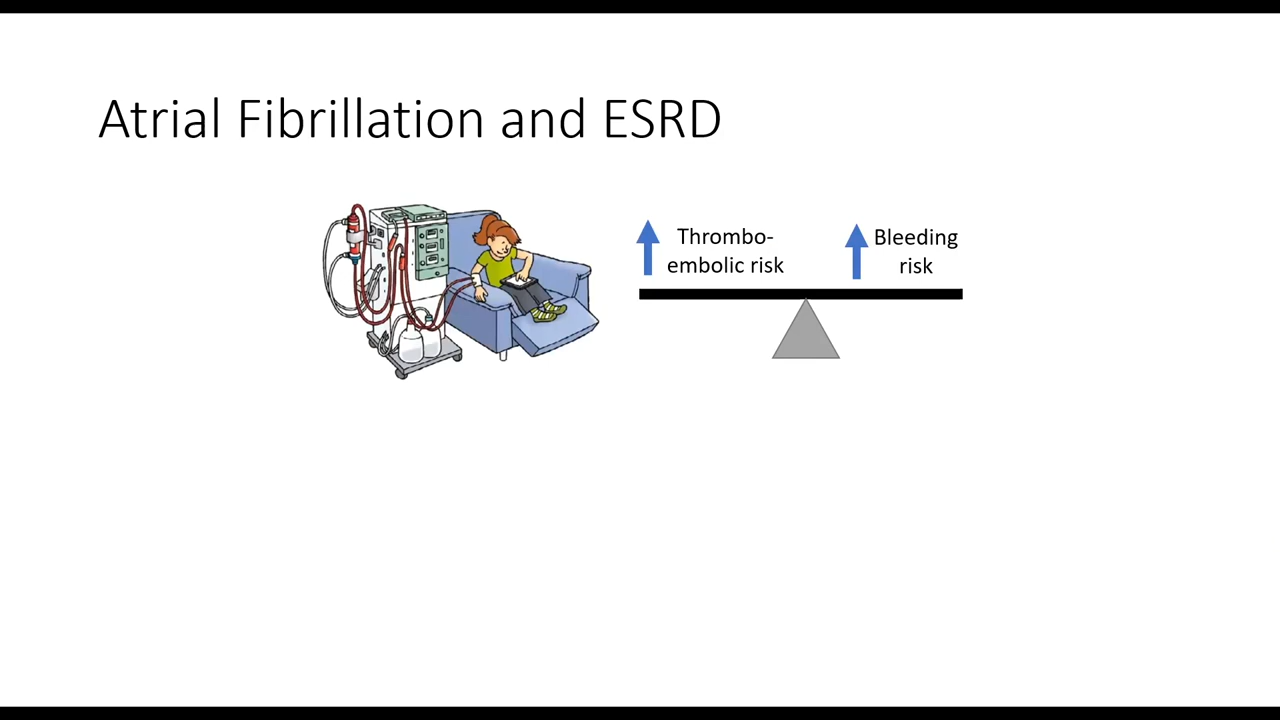 Atrial Fibrillation and ESRD
Thrombo-
embolic risk
Bleeding
risk